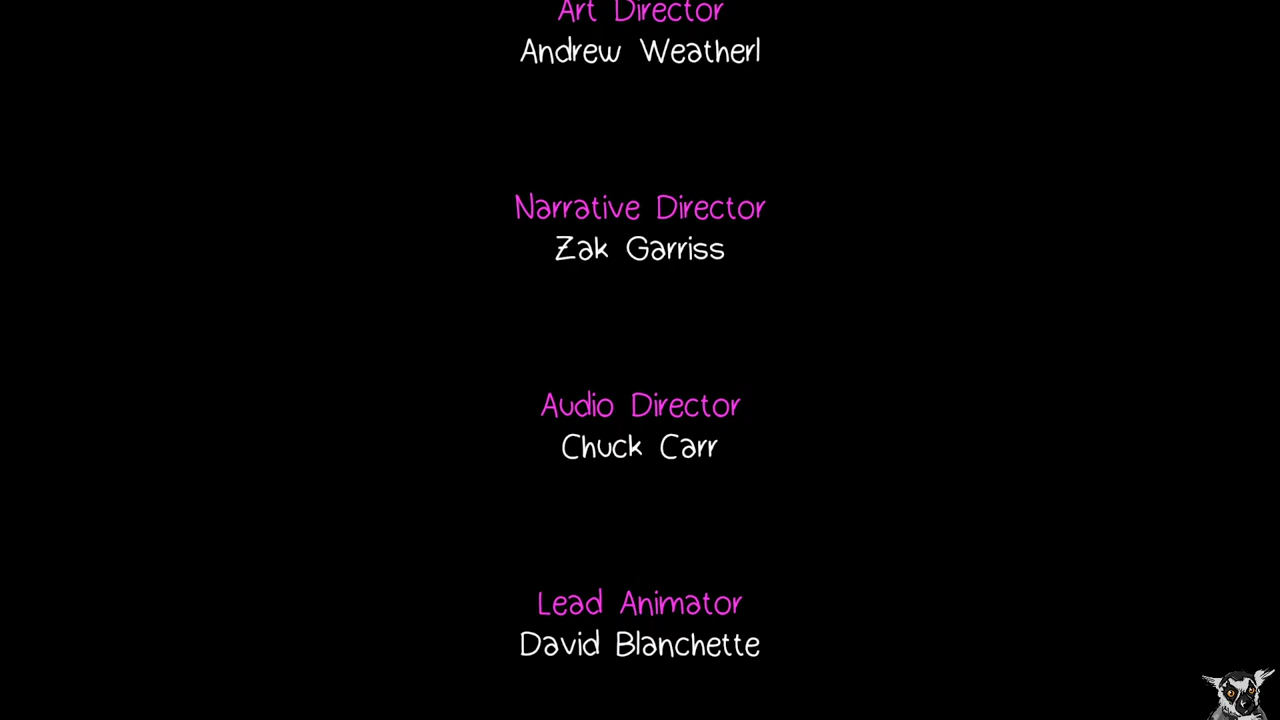 Art Director
Andrew Weatherl
Narrative Director
Zak Garriss
Audio Director
Chuck Carr
Lead Animator
David Blanchette